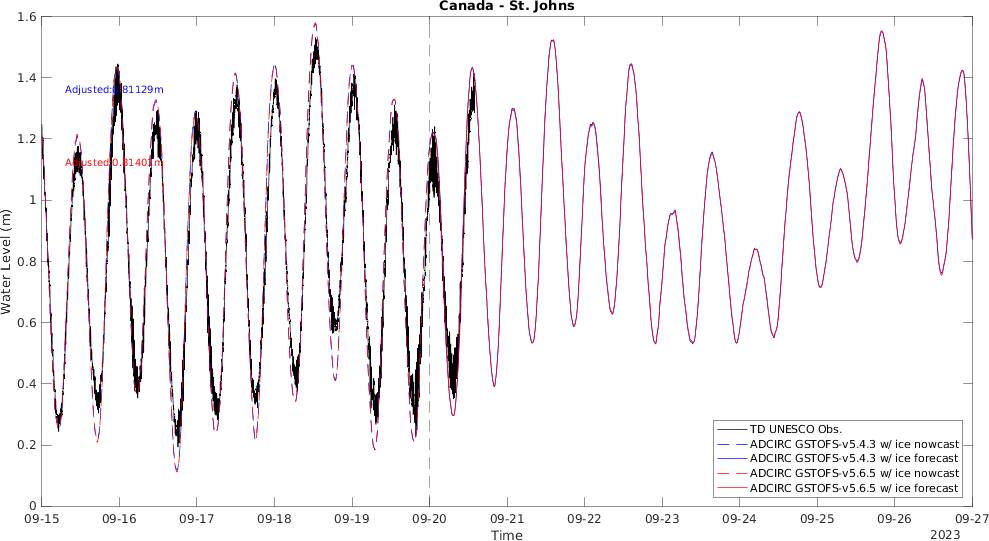 Canada - St. Johns
1.6
1.4
1.2
1
0.8
0.6
0.4
0.2
0
Water Level (m)
Adjusted:0.81129m
Adjusted:0.81401m
TD UNESCO Obs.
ADCIRC GSTOFS-v5.4.3 w/ ice nowcast
ADCIRC GSTOFS-v5.4.3 w/ ice forecast
ADCIRC GSTOFS-v5.6.5 w/ ice nowcast
ADCIRC GSTOFS-v5.6.5 w/ ice forecast
09-15 09-16 09-17 09-18 09-19 09-20 09-21 09-22 09-23 09-24 09-25 09-26 09-27
Time
2023